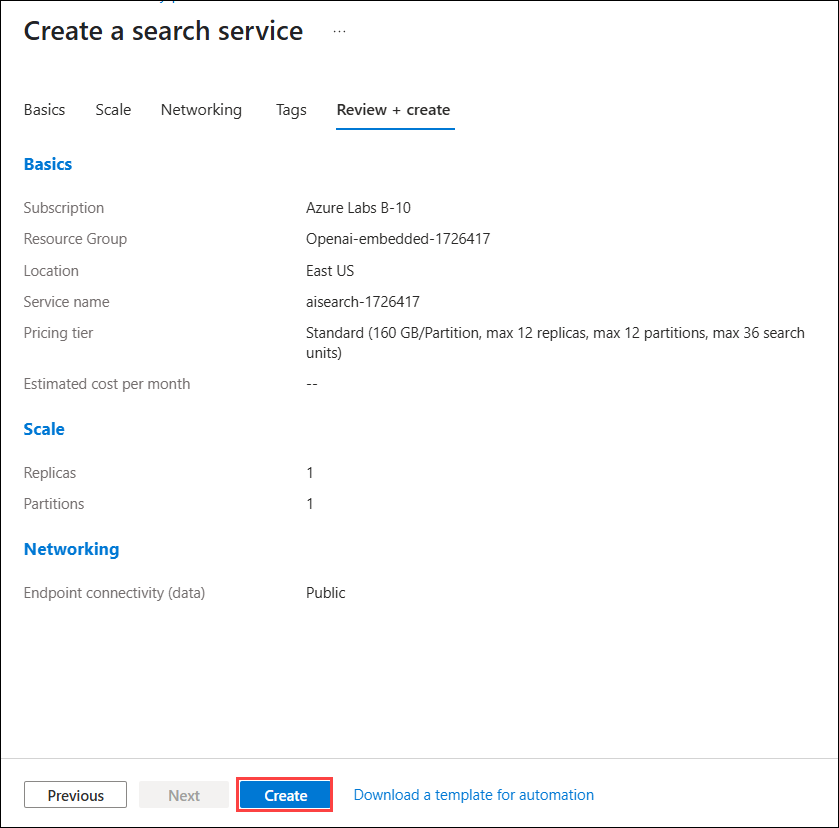 Create a search service ...
Basics Scale Networking Tags Review + create
Basics
Subscription Azure Labs B-10
Resource Group Openai-embedded-1726417
Location East US
Service name aisearch-1726417
Pricing tier Standard (160 GB/Partition, max 12 replicas, max 12 partitions, max 36 search
units)
Estimated cost per month --
Scale
Replicas 1
Partitions 1
Networking
Endpoint connectivity (data) Public
Previous Next Create Download a template for automation